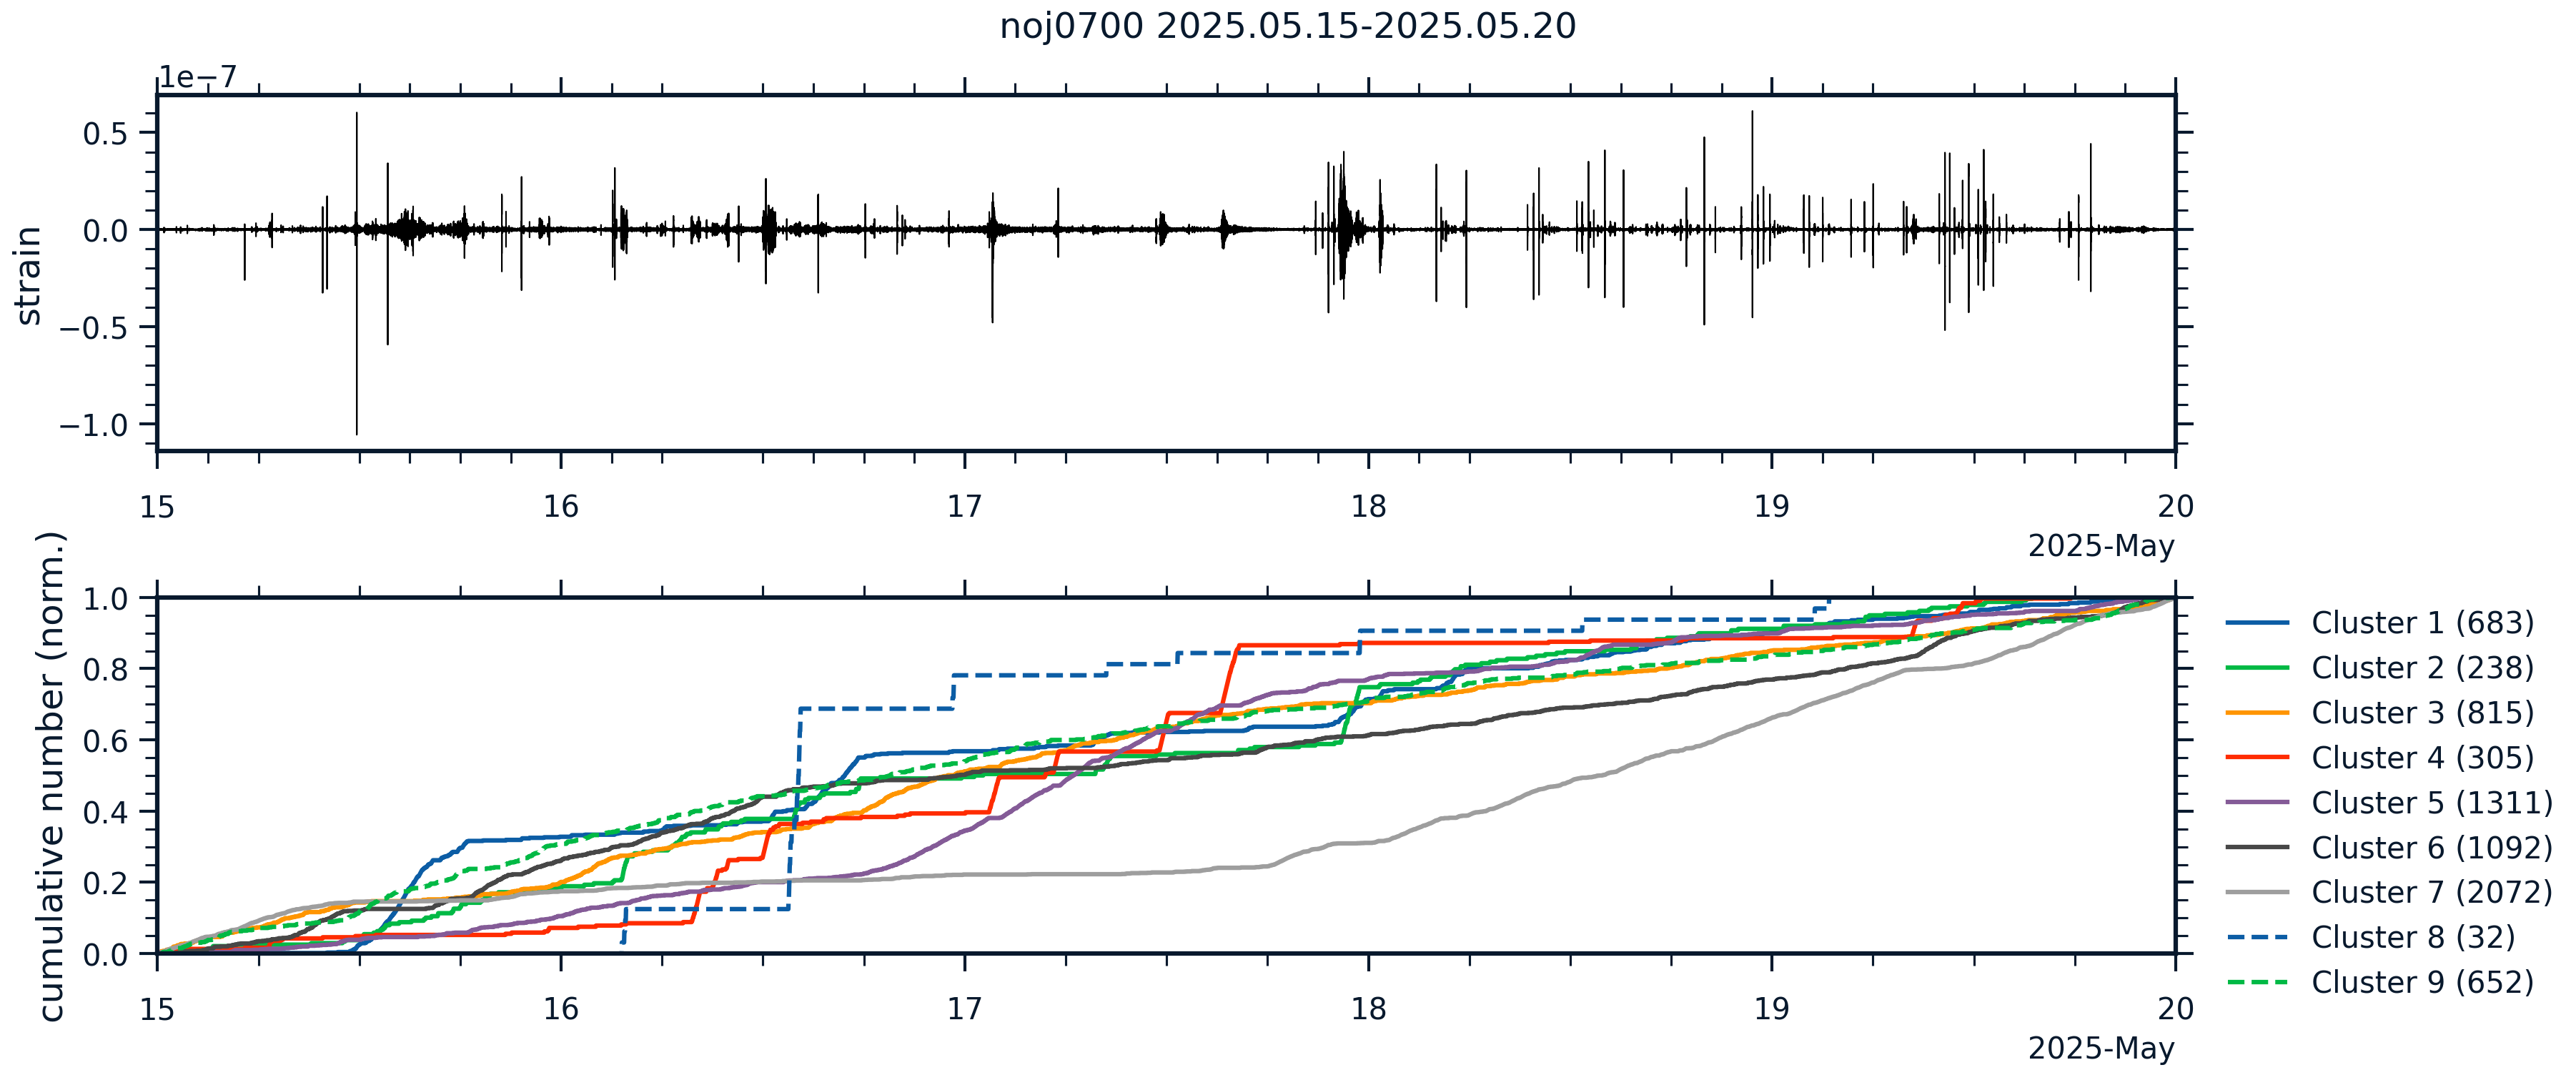 noj0700 2025.05.15-2025.05.20
1e−7
0.5
0.0
−0.5
−1.0
strain
15 16 17 18 19 20
2025-May
1.0
0.8
0.6
0.4
0.2
0.0
cumulative number (norm.)
15 16 17 18 19 20
2025-May
Cluster 1 (683)
Cluster 2 (238)
Cluster 3 (815)
Cluster 4 (305)
Cluster 5 (1311)
Cluster 6 (1092)
Cluster 7 (2072)
Cluster 8 (32)
Cluster 9 (652)